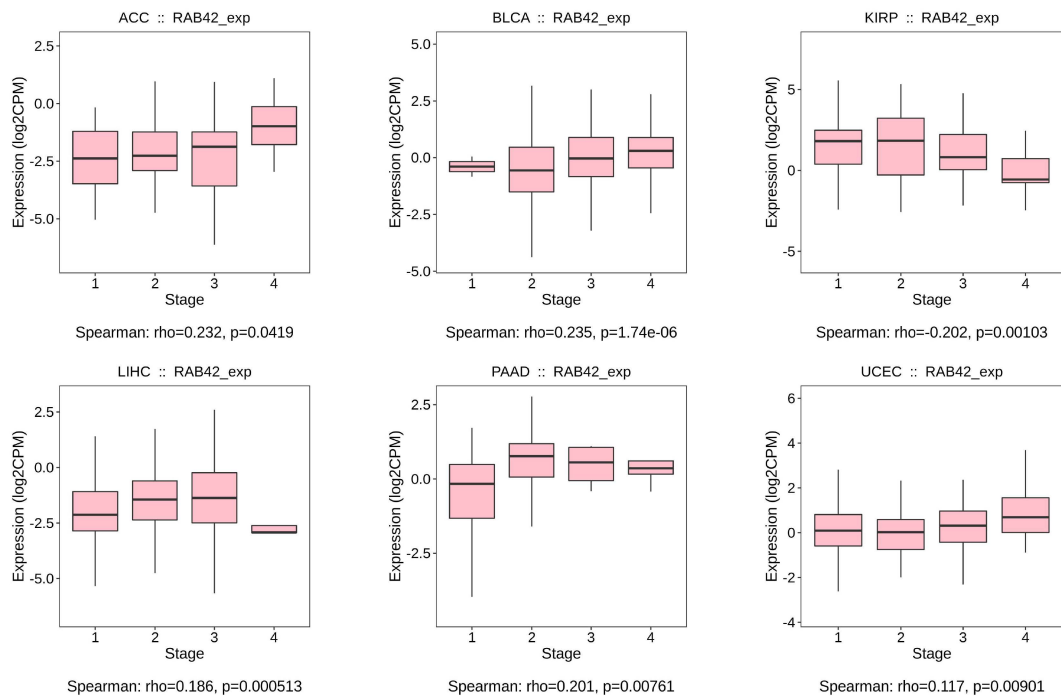 ACC :: RAB42_exp
Expression (log2CPM)
2.5
0.0
-2.5
-5.0
1 2 3 4
Stage
Spearman: rho=0.232, p=0.0419
BLCA :: RAB42_exp
Expression (log2CPM)
5.0
2.5
0.0
-2.5
-5.0
1 2 3 4
Stage
Spearman: rho=0.235, p=1.74e-06
KIRP :: RAB42_exp
Expression (log2CPM)
5
0
-5
1 2 3 4
Stage
Spearman: rho=-0.202, p=0.00103
LIHC :: RAB42_exp
Expression (log2CPM)
2.5
0.0
-2.5
-5.0
1 2 3 4
Stage
Spearman: rho=0.186, p=0.000513
PAAD :: RAB42_exp
Expression (log2CPM)
2.5
0.0
-2.5
1 2 3 4
Stage
Spearman: rho=0.201, p=0.00761
UCEC :: RAB42_exp
Expression (log2CPM)
6
4
2
0
-2
-4
1 2 3 4
Stage
Spearman: rho=0.117, p=0.00901